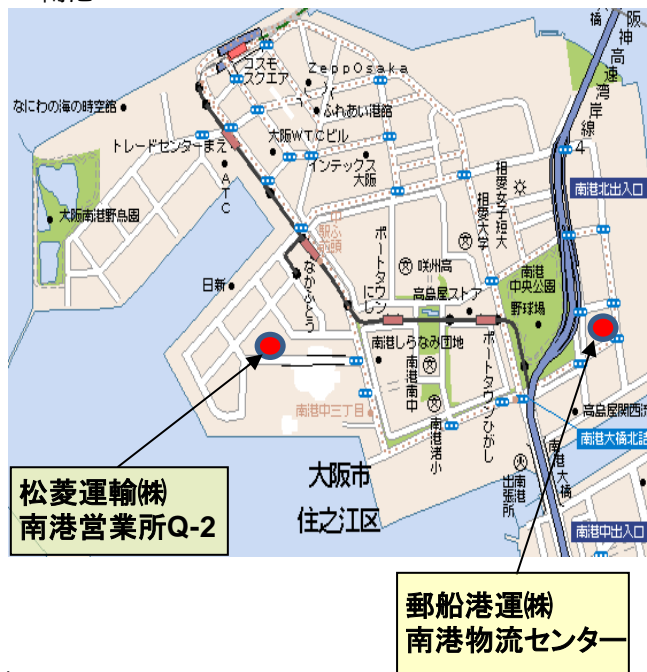 コスモ
スクエア
ZeppOsaka
なにわの海の時空館
ふれあい港館
トレードセンターまえ
大阪WTCビル
インテックス
大阪
ATC
大阪南港野鳥園
阪神高速湾岸線
4
南港北出入口
相愛女子短大
相愛大学
なかふとう
日新
ポートタウンにし
咲州高
高島屋ストア
南港
中央公園
野球場
南港しろなみ団地
南港南中
ポートタウンひがし
南港中三丁目
南港渚小
高島屋関西流
南港大橋北詰
南港大橋
南港
出張所
南港中出入口
大阪市
住之江区
松菱運輸㈱
南港営業所Q-2
郵船港運㈱
南港物流センター